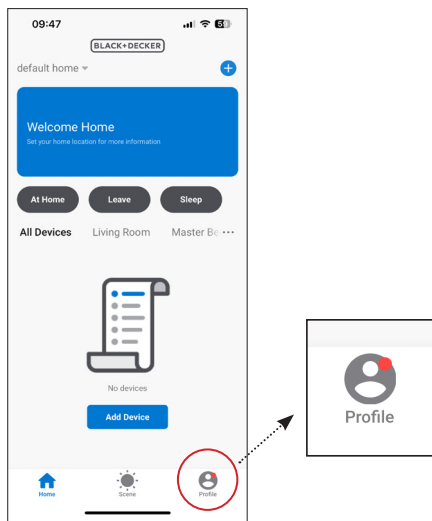 09:47
BLACK+DECKER
default home
Welcome Home
Set your home location for more information
At Home Leave Sleep
All Devices Living Room Master Be ...
No devices
Add Device
Home Scene Profile
Profile